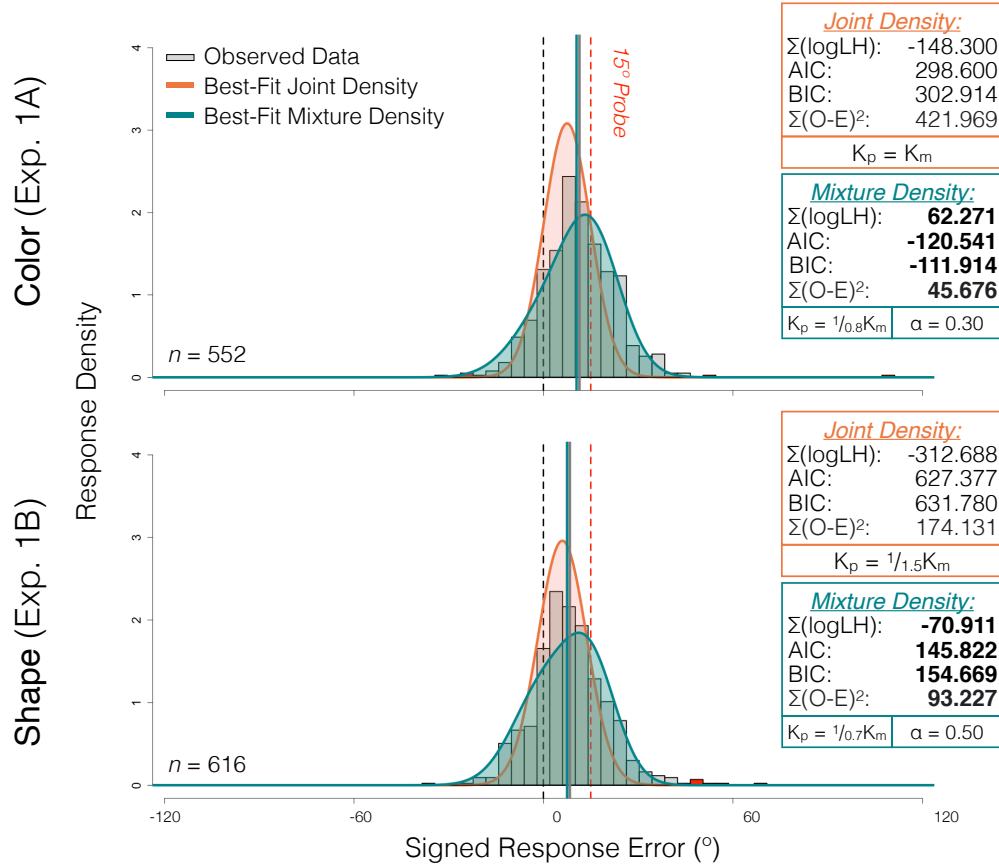 Color (Exp. 1A)
Shape (Exp. 1B)
Response Density
Observed Data
Best-Fit Joint Density
Best-Fit Mixture Density
15º Probe
4
3
2
1
0
n = 552
Joint Density:
Σ(logLH): -148.300
AIC: 298.600
BIC: 302.914
Σ(O-E)²: 421.969
Kₚ = Kₘ
Mixture Density:
Σ(logLH): 62.271
AIC: -120.541
BIC: -111.914
Σ(O-E)²: 45.676
Kₚ = ¹/₀.₈Kₘ α = 0.30
4
3
2
1
0
n = 616
Joint Density:
Σ(logLH): -312.688
AIC: 627.377
BIC: 631.780
Σ(O-E)²: 174.131
Kₚ = ¹/₁.₅Kₘ
Mixture Density:
Σ(logLH): -70.911
AIC: 145.822
BIC: 154.669
Σ(O-E)²: 93.227
Kₚ = ¹/₀.₇Kₘ α = 0.50
-120 -60 0 60 120
Signed Response Error (º)